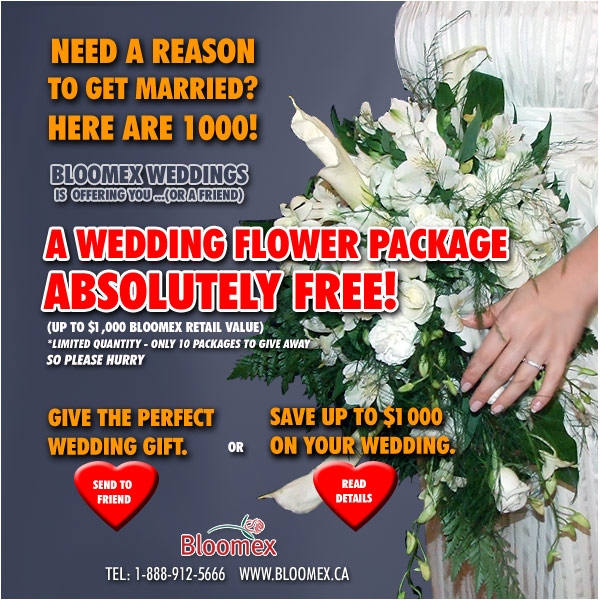 NEED A REASON
TO GET MARRIED?
HERE ARE 1000!
BLOOMEX WEDDINGS
IS OFFERING YOU ...(OR A FRIEND)
A WEDDING FLOWER PACKAGE
ABSOLUTELY FREE!
(UP TO $1,000 BLOOMEX RETAIL VALUE)
*LIMITED QUANTITY - ONLY 10 PACKAGES TO GIVE AWAY
SO PLEASE HURRY
GIVE THE PERFECT
WEDDING GIFT.
SEND TO
FRIEND
OR
SAVE UP TO $1000
ON YOUR WEDDING.
READ
DETAILS
Bloomex
TEL: 1-888-912-5666 WWW.BLOOMEX.CA